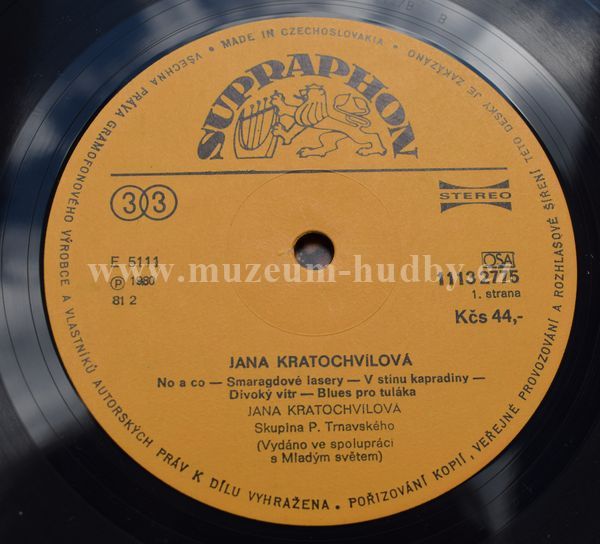 VŠECHNA PRÁVA GRAMOFONOVÉHO VÝROBCE A VLASTNÍKŮ AUTORSKÝCH PRÁV K DÍLU VYHRAŽENA • POŘIZOVÁNÍ KOPIÍ, VEŘEJNÉ PROVOZOVÁNÍ A ROZHLASOVÉ ŠÍŘENÍ TÉTO DESKY JE ZAKÁZÁNO • MADE IN CZECHOSLOVAKIA •
SUPRAPHON
33
STEREO
F 5111
Ⓟ 1980
81 2
OSA
1113 2775
1. strana
Kčs 44,-
www.muzeum-hudby.cz
JANA KRATOCHVÍLOVÁ
No a co — Smaragdové lasery — V stínu kapradiny —
Divoký vítr — Blues pro tuláka
JANA KRATOCHVÍLOVÁ
Skupina P. Trnavského
(Vydáno ve spolupráci
s Mladým světem)